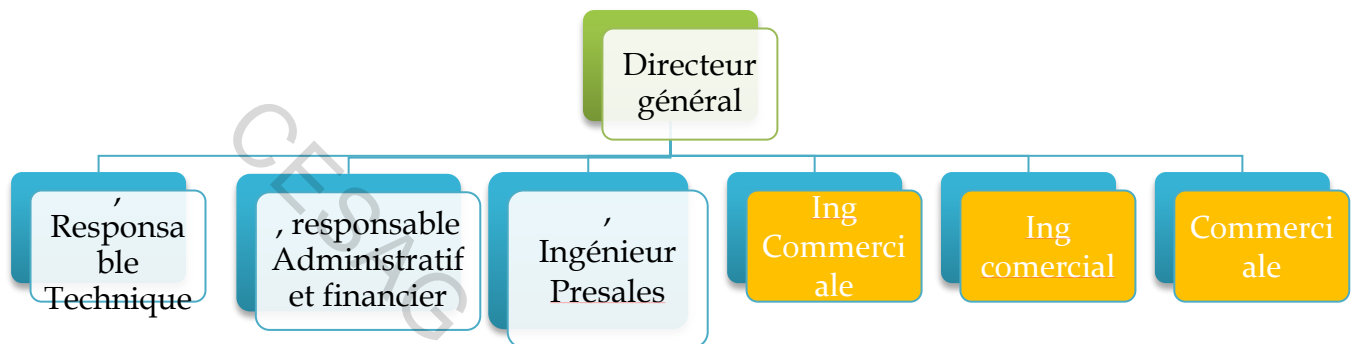 Directeur
général
CESAG
,
Responsa
ble
Technique
, responsable
Administratif
et financier
,
Ingénieur
Presales
Ing
Commerci
ale
Ing
comercial
Commerci
ale